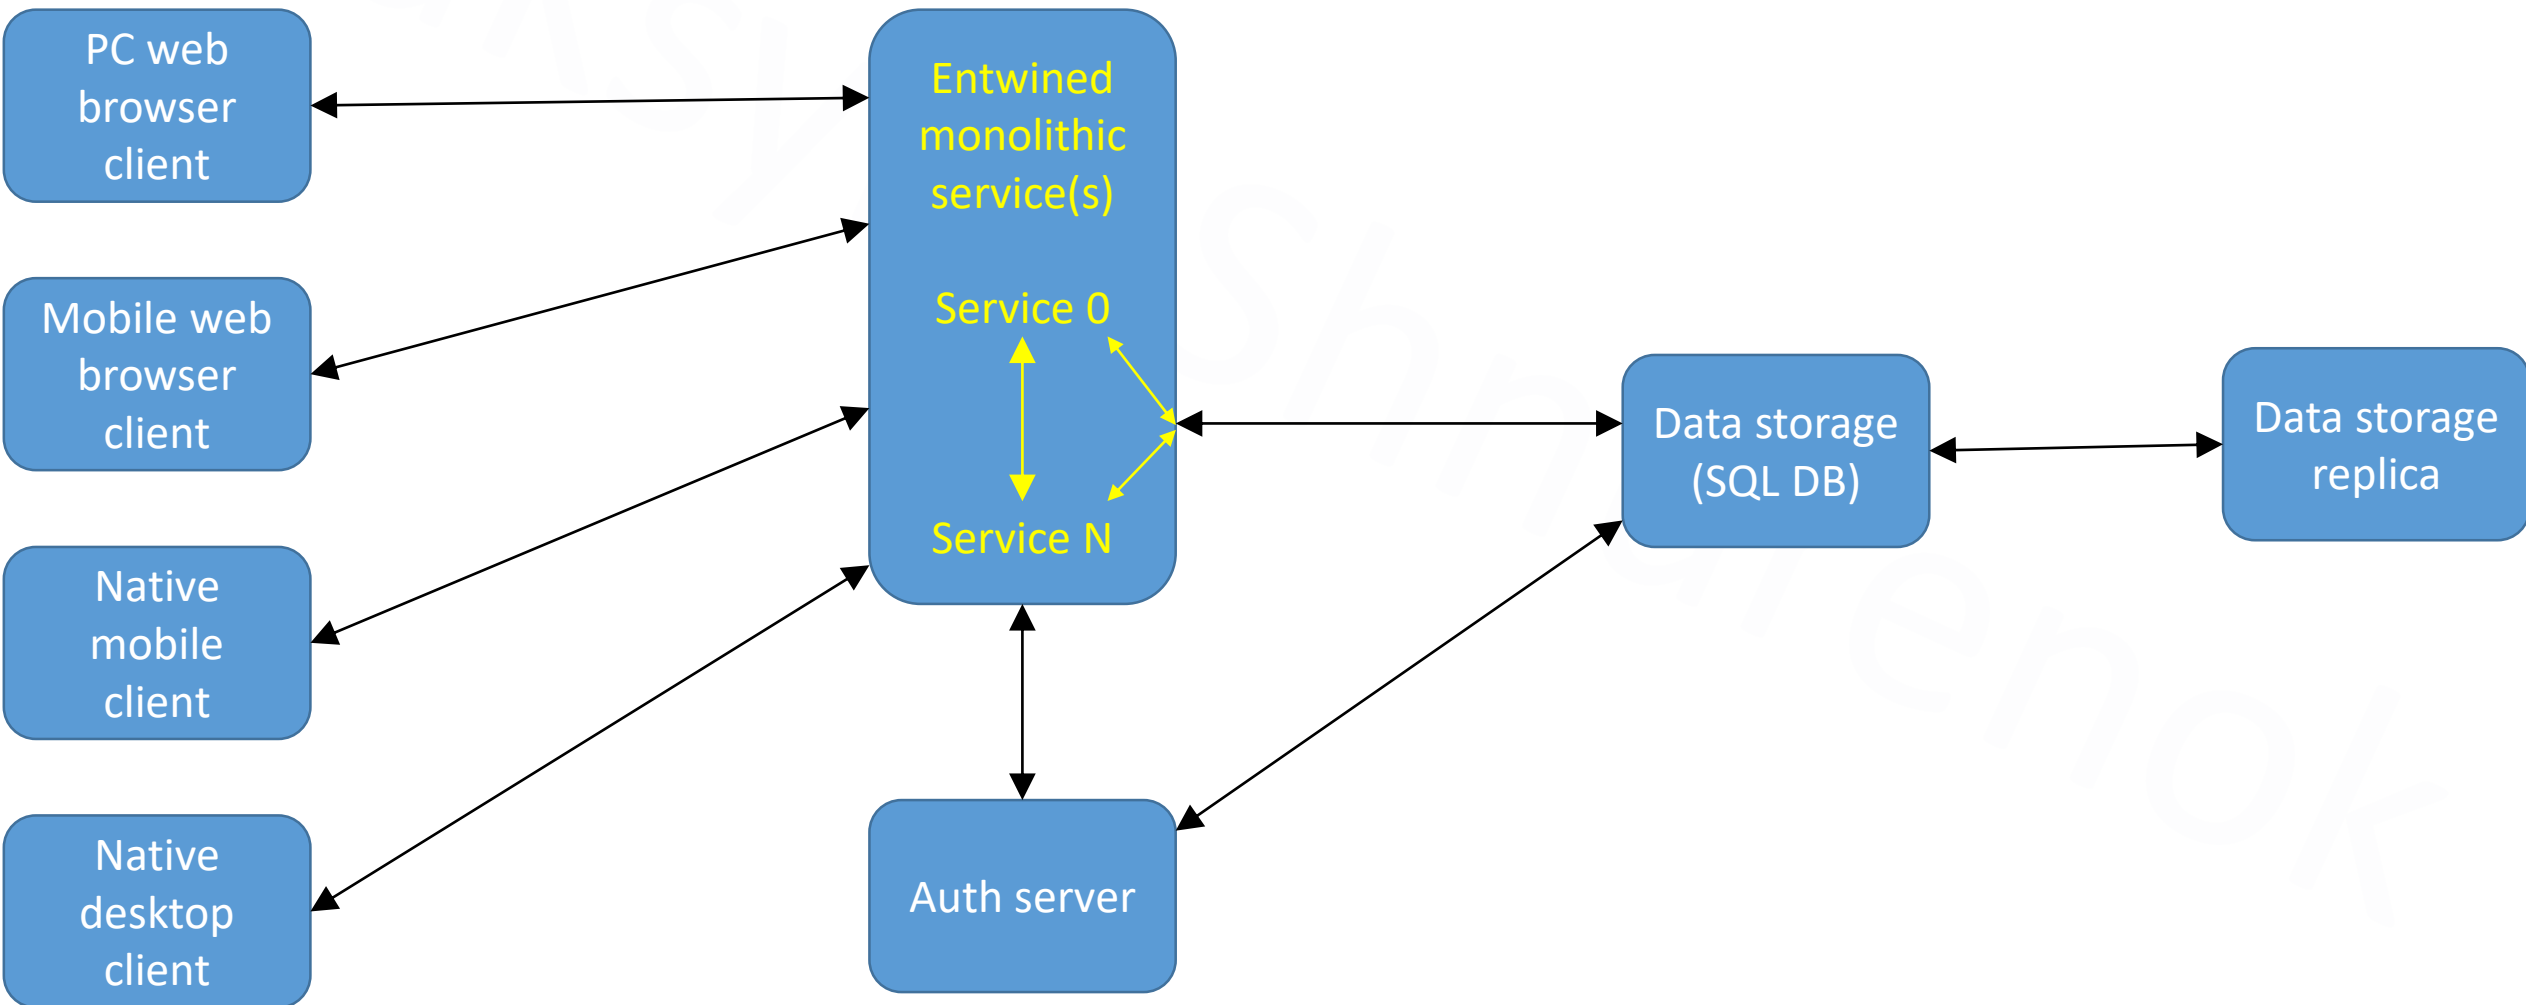 PC web
browser
client
Mobile web
browser
client
Native
mobile
client
Native
desktop
client
Entwined
monolithic
service(s)
Service 0
Service N
Auth server
Data storage
(SQL DB)
Data storage
replica